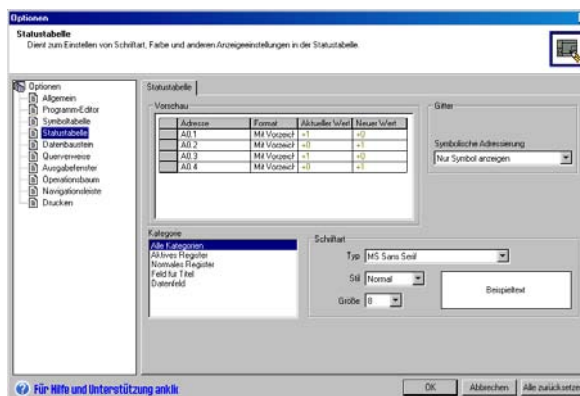 Optionen
Statustabelle
Dient zum Einstellen von Schriftart, Farbe und anderen Anzeigeeinstellungen in der Statustabelle.
Optionen
Allgemein
Programm-Editor
Symboltabelle
Statustabelle
Datenbaustein
Querverweise
Ausgabefenster
Operationsbaum
Navigationsleiste
Drucken
Statustabelle
Vorschau
Adresse Format Aktueller Wert Neuer Wert
A0.1 Mit Vorzeich +1 +0
A0.2 Mit Vorzeich +0 +1
A0.3 Mit Vorzeich +1 +0
A0.4 Mit Vorzeich +0 +1
Gitter
Symbolische Adressierung
Nur Symbol anzeigen
Kategorie
Alle Kategorien
Aktives Register
Normales Register
Feld für Titel
Datenfeld
Schriftart
Typ MS Sans Serif
Stil Normal
Größe 8
Beispieltext
Für Hilfe und Unterstützung anklik
OK Abbrechen Alle zurücksetze